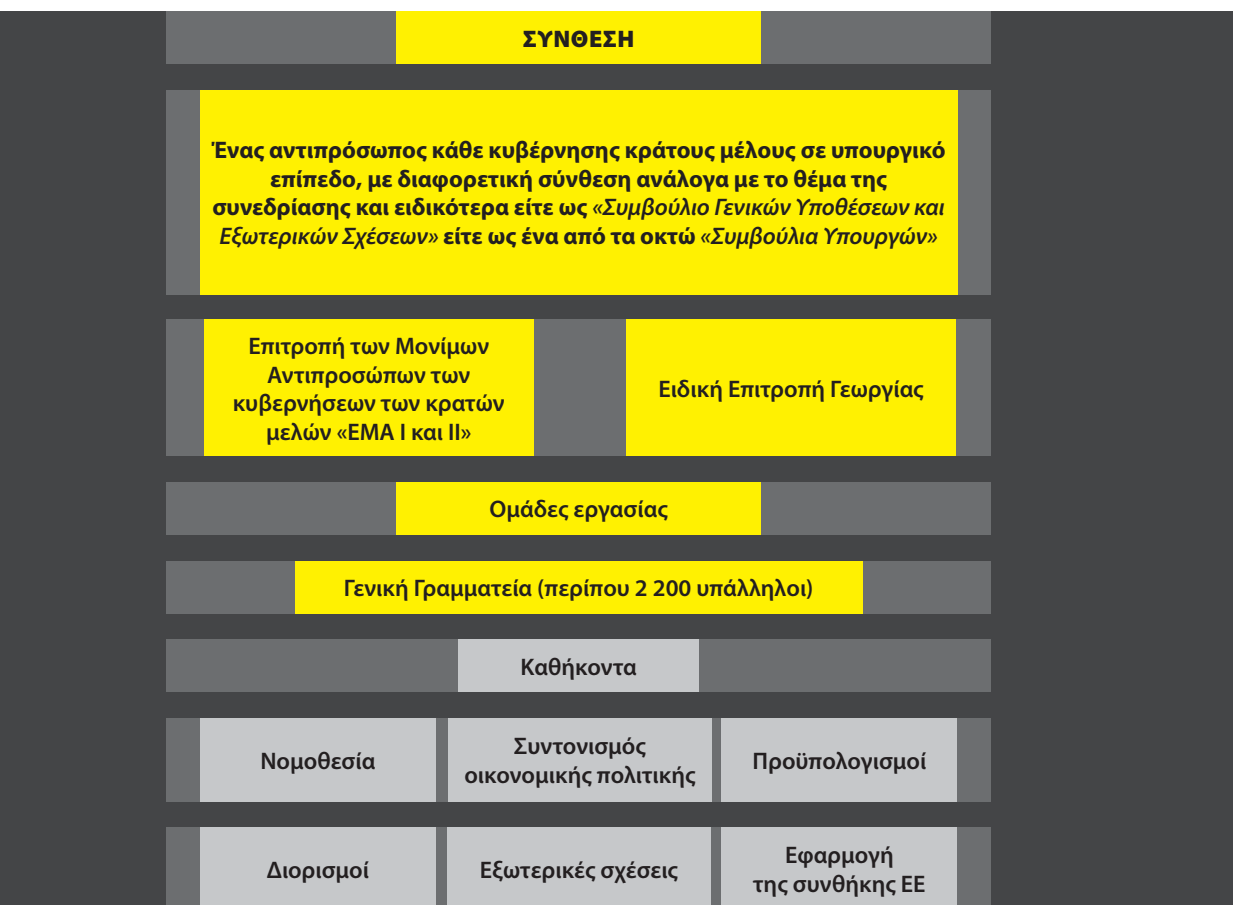 ΣΥΝΘΕΣΗ
Ένας αντιπρόσωπος κάθε κυβέρνησης κράτους μέλους σε υπουργικό
επίπεδο, με διαφορετική σύνθεση ανάλογα με το θέμα της
συνεδρίασης και ειδικότερα είτε ως «Συμβούλιο Γενικών Υποθέσεων και
Εξωτερικών Σχέσεων» είτε ως ένα από τα οκτώ «Συμβούλια Υπουργών»
Επιτροπή των Μονίμων
Αντιπροσώπων των
κυβερνήσεων των κρατών
μελών «ΕΜΑ Ι και ΙΙ»
Ειδική Επιτροπή Γεωργίας
Ομάδες εργασίας
Γενική Γραμματεία (περίπου 2 200 υπάλληλοι)
Καθήκοντα
Νομοθεσία
Συντονισμός
οικονομικής πολιτικής
Προϋπολογισμοί
Διορισμοί
Εξωτερικές σχέσεις
Εφαρμογή
της συνθήκης ΕΕ